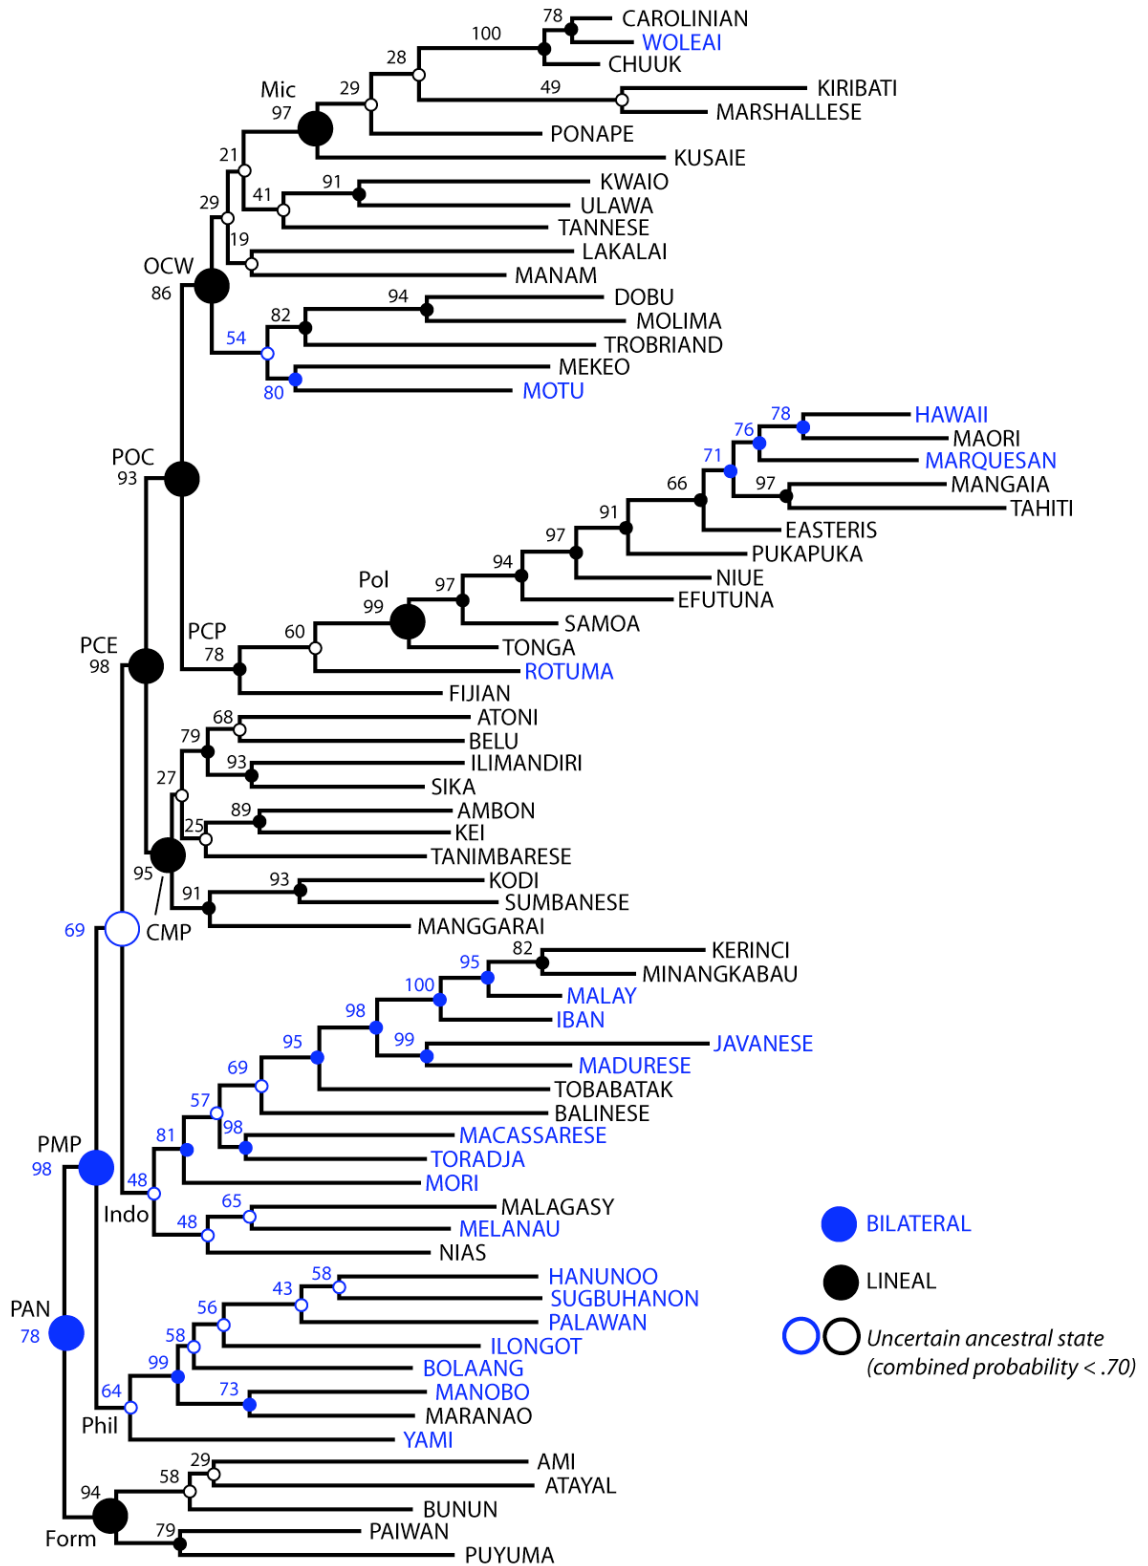 78 CAROLINIAN
100 WOLEAI
28 CHUUK
Mic 29 49 KIRIBATI
97 MARSHALLESE
PONAPE
21 KUSAIE
91 KWAIO
41 ULAWA
29 TANNESE
19 LAKALAI
OCW MANAM
86 94 DOBU
82 MOLIMA
54 TROBRIAND
MEKEO
80 MOTU
78 HAWAII
76 MAORI
POC 71 MARQUESAN
93 66 97 MANGAIA
TAHITI
91 EASTERIS
97 PUKAPUKA
94 NIUE
Pol 97 EFUTUNA
99 SAMOA
PCP 60 TONGA
PCE 78 ROTUMA
98 FIJIAN
68 ATONI
79 BELU
93 ILIMANDIRI
27 SIKA
89 AMBON
25 KEI
TANIMBARESE
95 93 KODI
91 SUMBANESE
69 CMP MANGGARAI
82 KERINCI
95 MINANGKABAU
100 MALAY
98 IBAN
95 99 JAVANESE
69 MADURESE
TOBABATAK
57 BALINESE
81 98 MACASSARESE
PMP TORADJA
98 48 MORI
Indo 65 MALAGASY
48 MELANAU
NIAS
BILATERAL
58 HANUNOO
43 SUGBUHANON
LINEAL
PAN 56 PALAWAN
78 58 ILONGOT
Uncertain ancestral state
(combined probability < .70)
99 BOLAANG
64 73 MANOBO
Phil MARANAO
YAMI
29 AMI
58 ATAYAL
94 BUNUN
Form 79 PAIWAN
PUYUMA